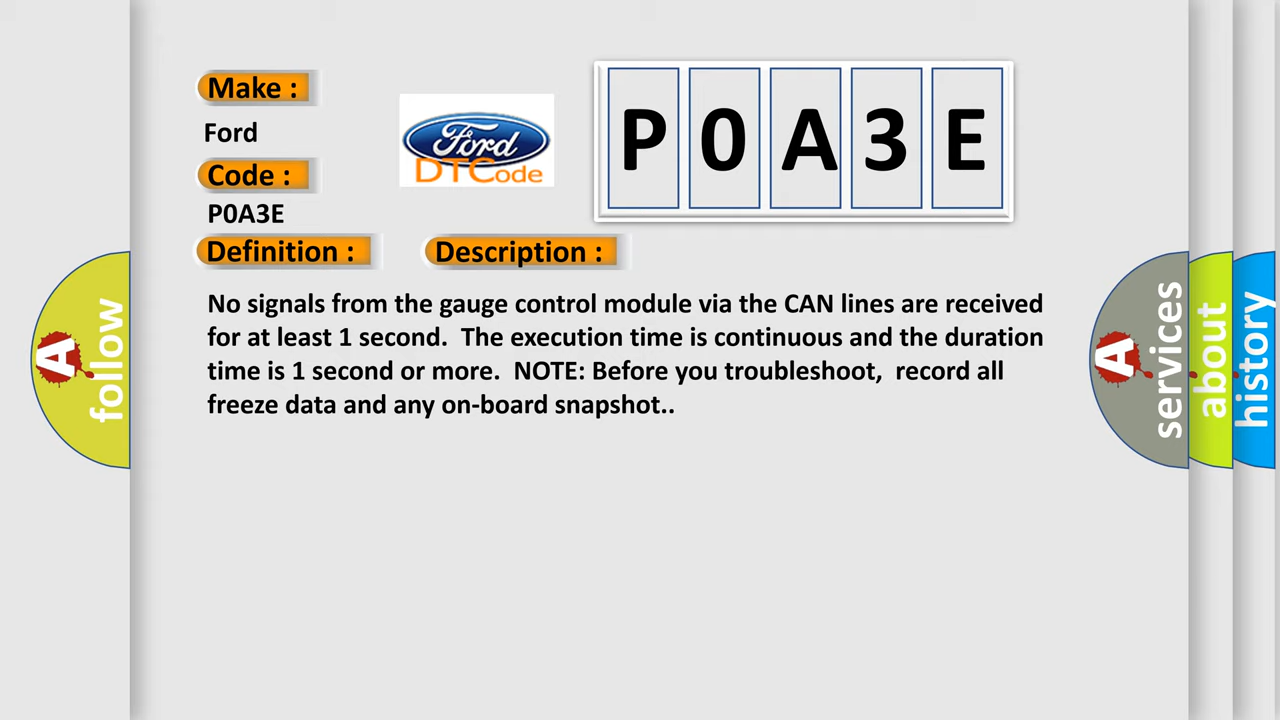 Make :
Ford
Code :
P0A3E
Ford
DTCode
P0A3E
Definition :
Description :
No signals from the gauge control module via the CAN lines are received
for at least 1 second  The execution time is continuous and the duration
time is 1 second or more  NOTE: Before you troubleshoot,  record all
freeze data and any on-board snapshot..
A
follow
A
services
about
history